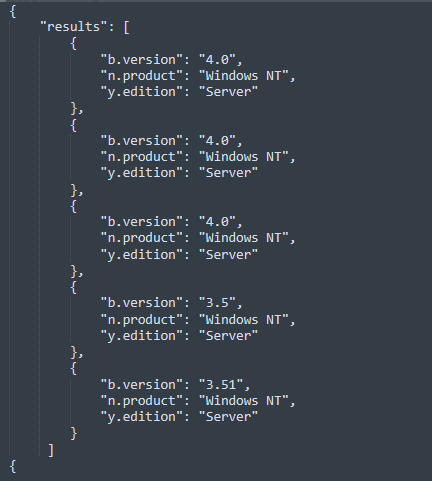 {
    "results": [
        {
            "b.version": "4.0",
            "n.product": "Windows NT",
            "y.edition": "Server"
        },
        {
            "b.version": "4.0",
            "n.product": "Windows NT",
            "y.edition": "Server"
        },
        {
            "b.version": "4.0",
            "n.product": "Windows NT",
            "y.edition": "Server"
        },
        {
            "b.version": "3.5",
            "n.product": "Windows NT",
            "y.edition": "Server"
        },
        {
            "b.version": "3.51",
            "n.product": "Windows NT",
            "y.edition": "Server"
        }
     ]
{